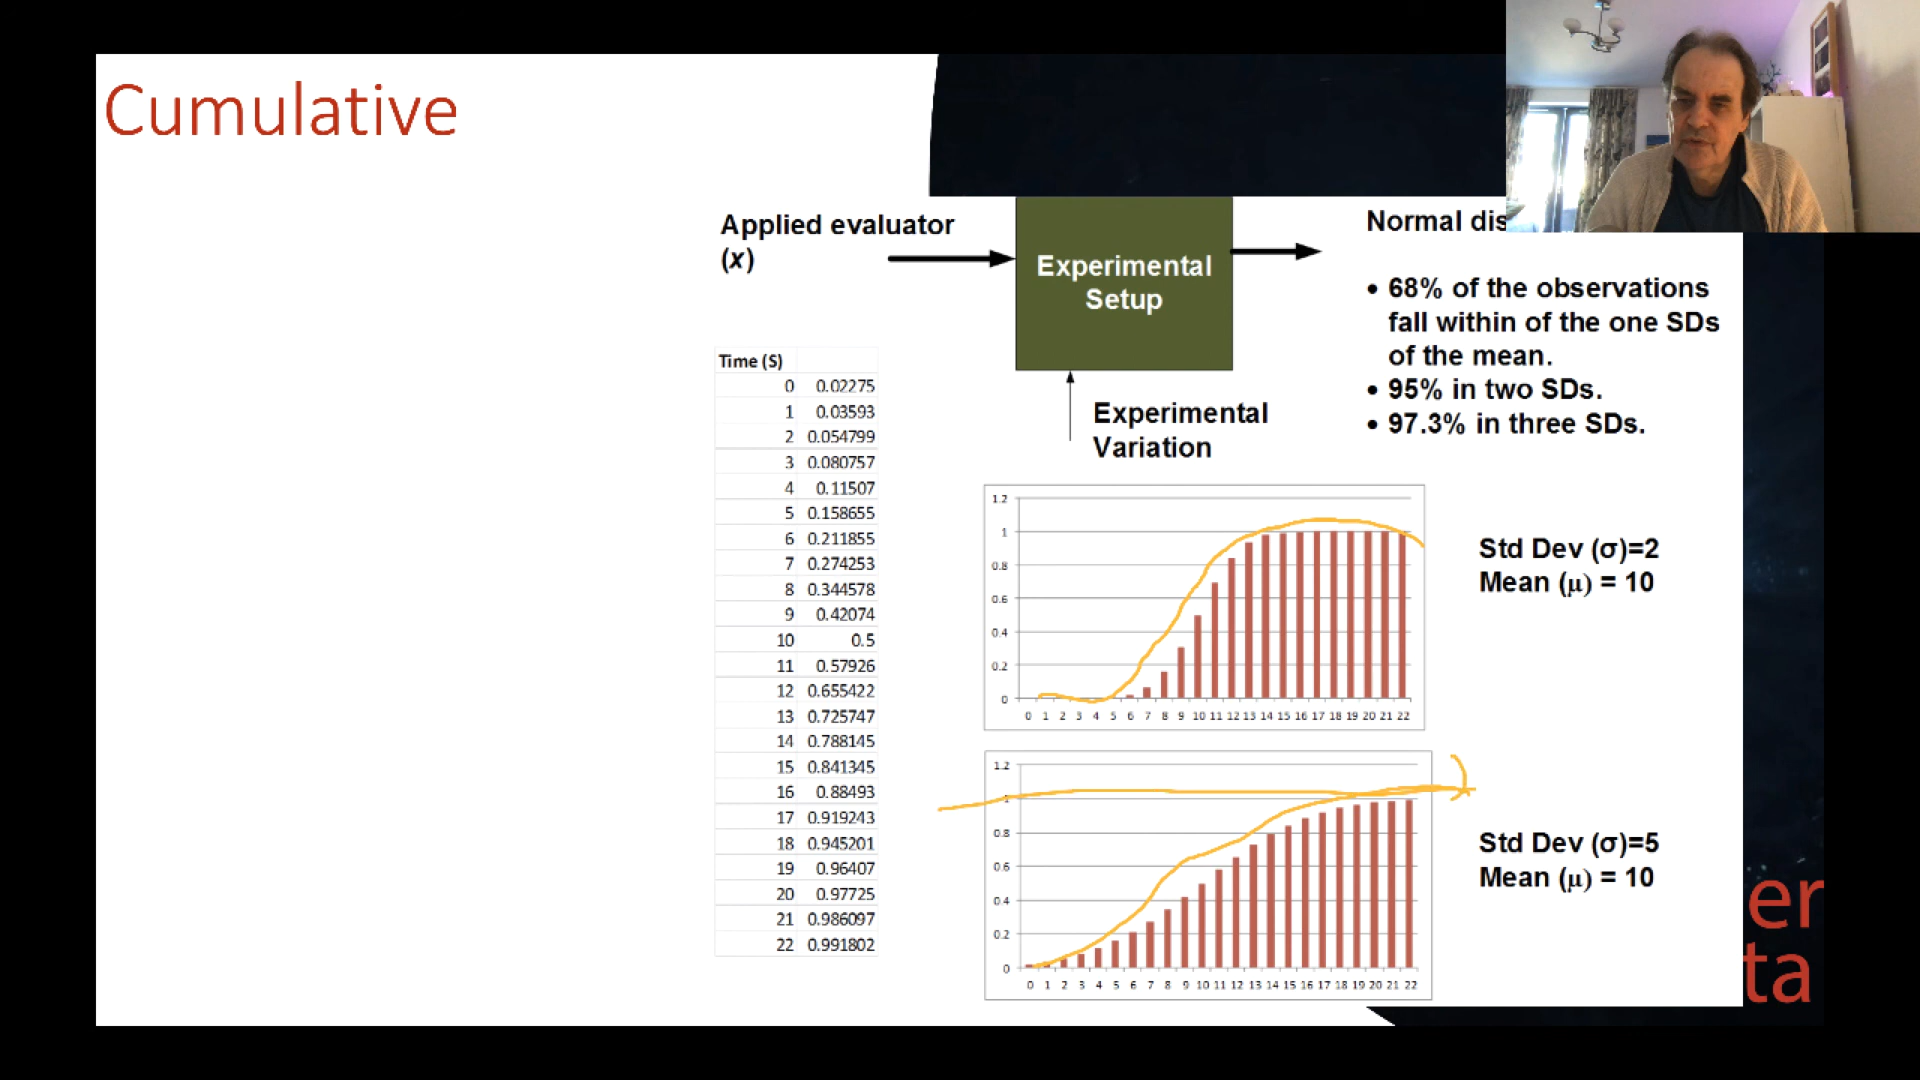 Cumulative
Applied evaluator
(x)
Experimental
Setup
Normal dis
• 68% of the observations
fall within of the one SDs
of the mean.
• 95% in two SDs.
• 97.3% in three SDs.
Experimental
Variation
Time (S)
0 0.02275
1 0.03593
2 0.054799
3 0.080757
4 0.11507
5 0.158655
6 0.211855
7 0.274253
8 0.344578
9 0.42074
10 0.5
11 0.57926
12 0.655422
13 0.725747
14 0.788145
15 0.841345
16 0.88493
17 0.919243
18 0.945201
19 0.96407
20 0.97725
21 0.986097
22 0.991802
1.2
1
0.8
0.6
0.4
0.2
0
0 1 2 3 4 5 6 7 8 9 10 11 12 13 14 15 16 17 18 19 20 21 22
Std Dev (σ)=2
Mean (μ) = 10
1.2
1
0.8
0.6
0.4
0.2
0
0 1 2 3 4 5 6 7 8 9 10 11 12 13 14 15 16 17 18 19 20 21 22
Std Dev (σ)=5
Mean (μ) = 10
er
ta